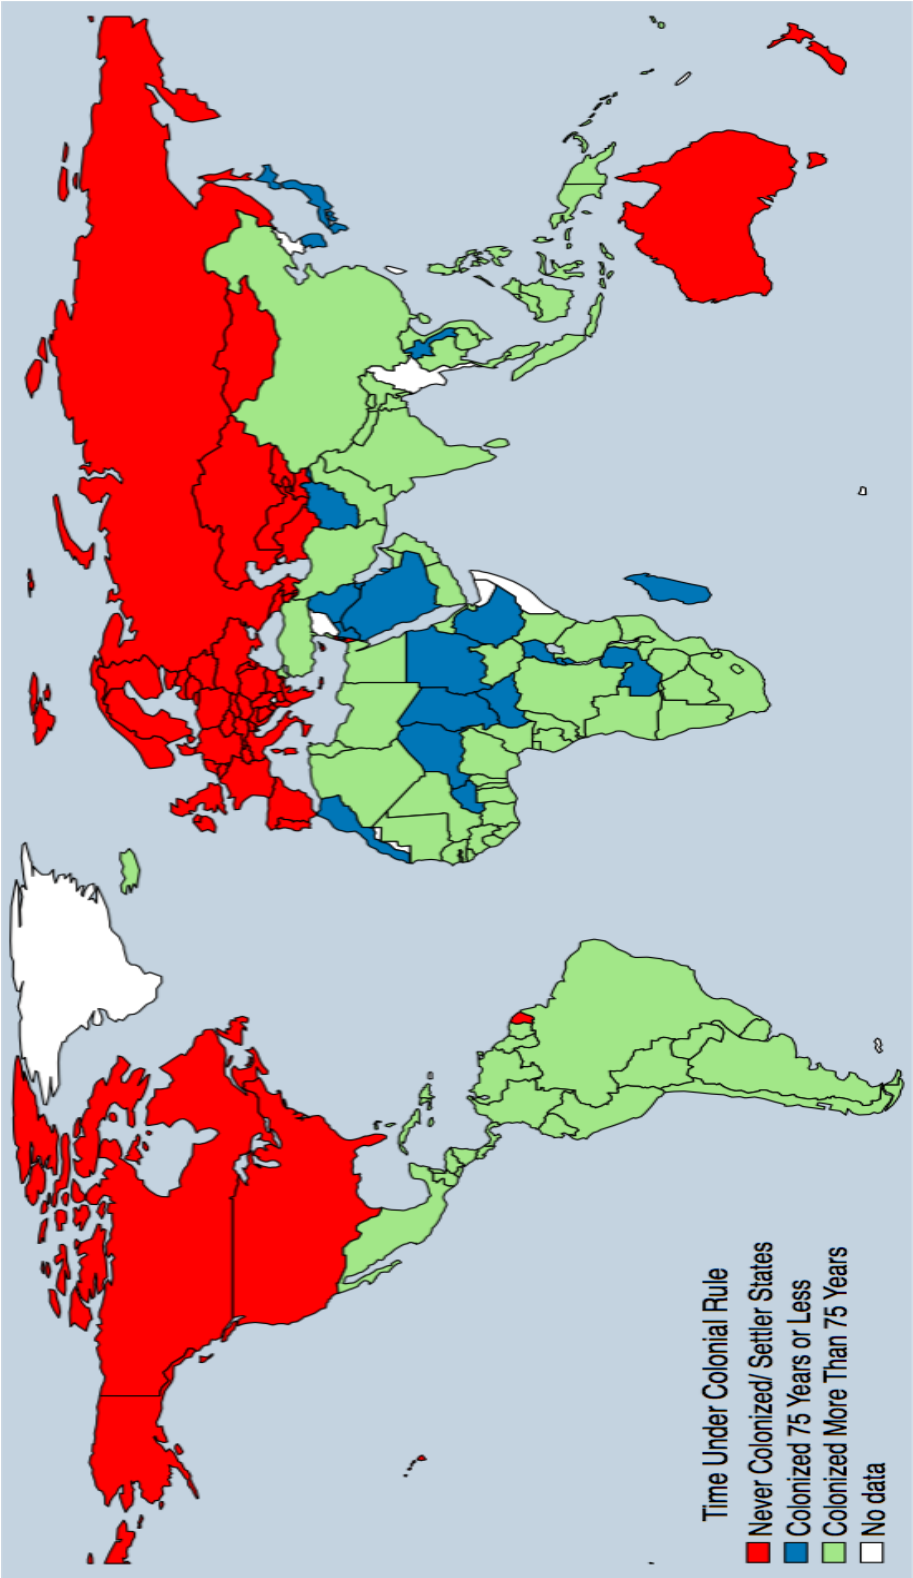 Time Under Colonial Rule
Never Colonized/ Settler States
Colonized 75 Years or Less
Colonized More Than 75 Years
No data